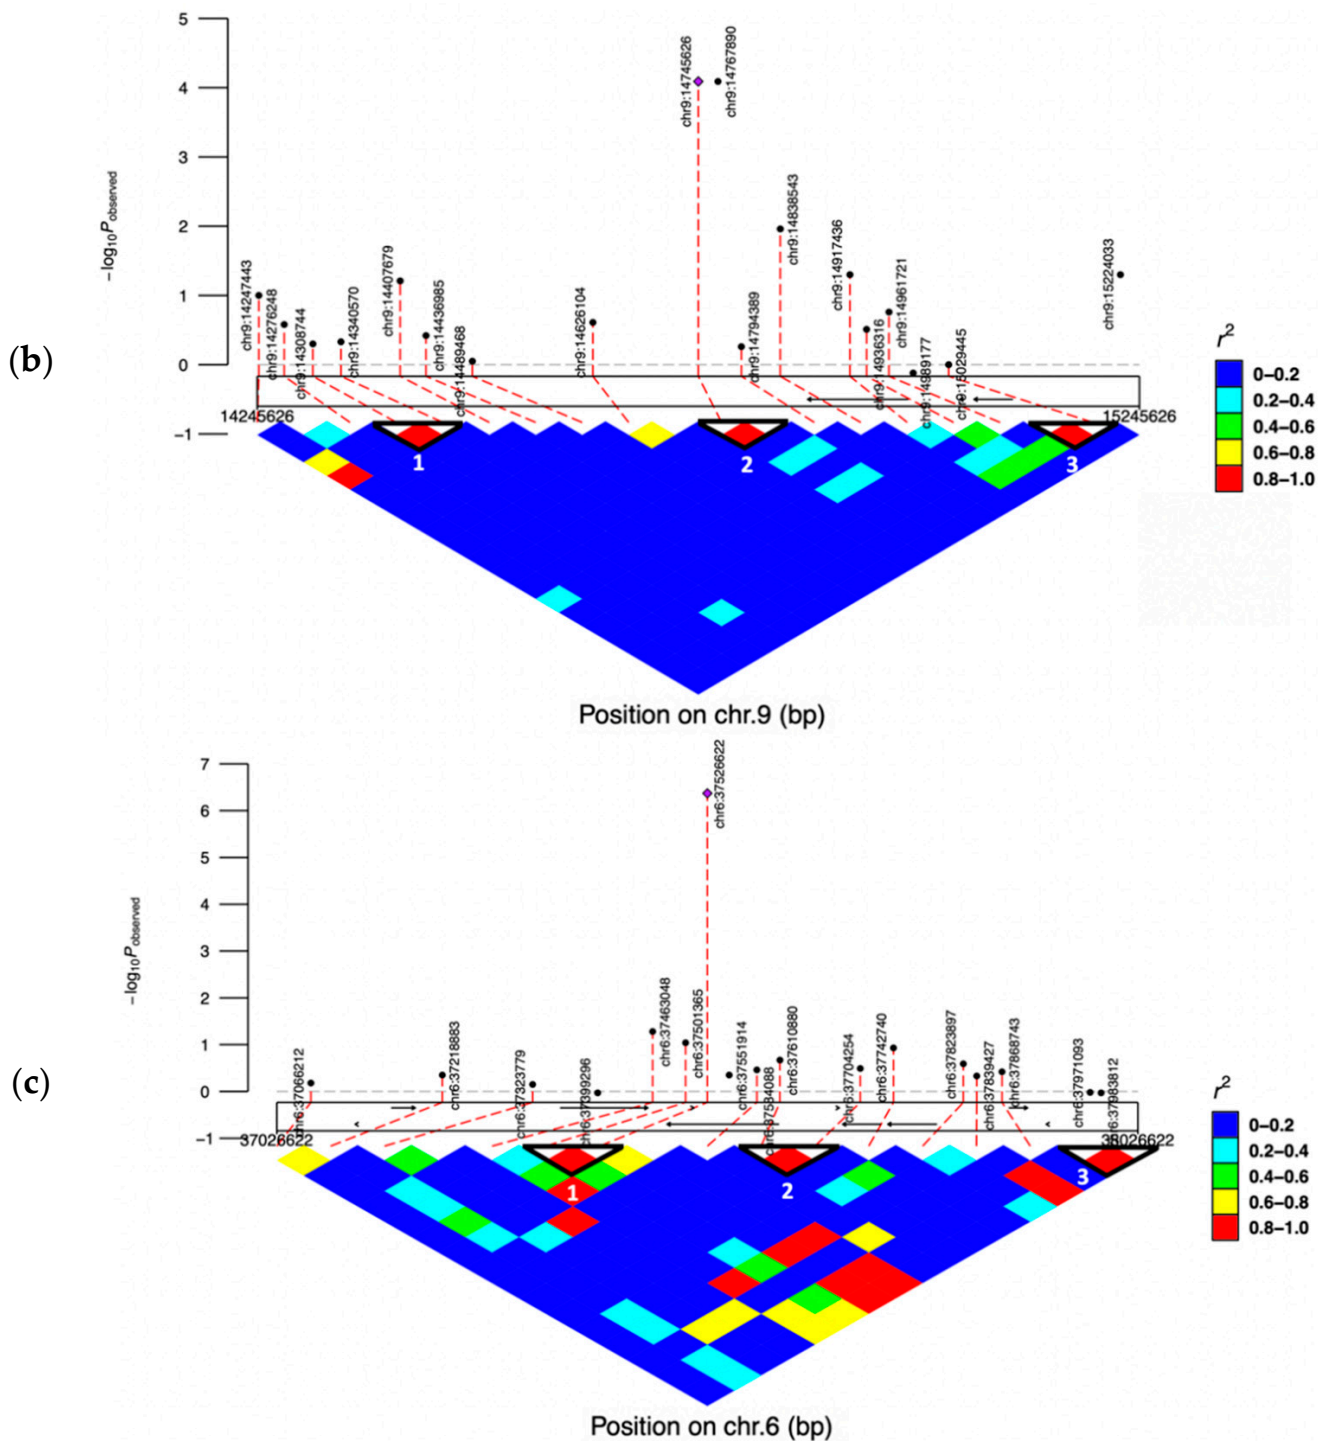 (b)
5
4
3
2
1
0
−1
−log10Pobserved
chr9:14247443
chr9:14276248
chr9:14308744
chr9:14340570
chr9:14407679
chr9:14436985
chr9:14489468
chr9:14626104
chr9:14745626
chr9:14767890
chr9:14794389
chr9:14838543
chr9:14917436
chr9:14936316
chr9:14961721
chr9:14989177
chr9:15029445
chr9:15224033
14245626
15245626
1
2
3
r2
0–0.2
0.2–0.4
0.4–0.6
0.6–0.8
0.8–1.0
Position on chr.9 (bp)
(c)
7
6
5
4
3
2
1
0
−1
−log10Pobserved
chr6:37066212
chr6:37218883
chr6:37323779
chr6:37399296
chr6:37463048
chr6:37501365
chr6:37526622
chr6:37551914
chr6:37584088
chr6:37610880
chr6:37704254
chr6:37742740
chr6:37823897
chr6:37839427
chr6:37868743
chr6:37971093
37026622
38026622
1
2
3
r2
0–0.2
0.2–0.4
0.4–0.6
0.6–0.8
0.8–1.0
Position on chr.6 (bp)